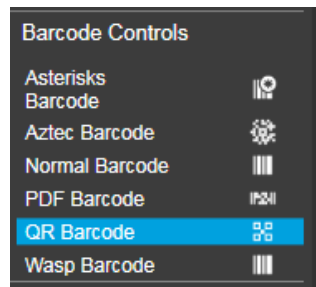 Barcode Controls
Asterisks
Barcode
Aztec Barcode
Normal Barcode
PDF Barcode
QR Barcode
Wasp Barcode